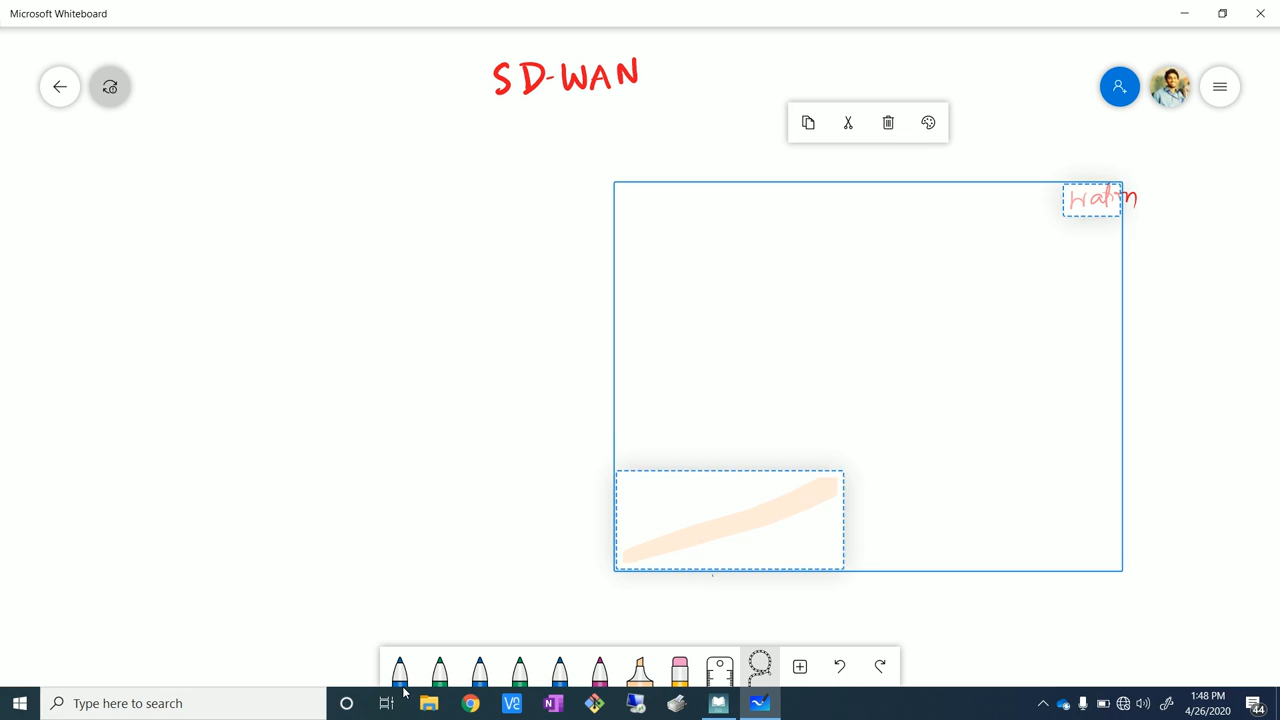 Microsoft Whiteboard
SD-WAN
Type here to search
1:48 PM
4/26/2020
44